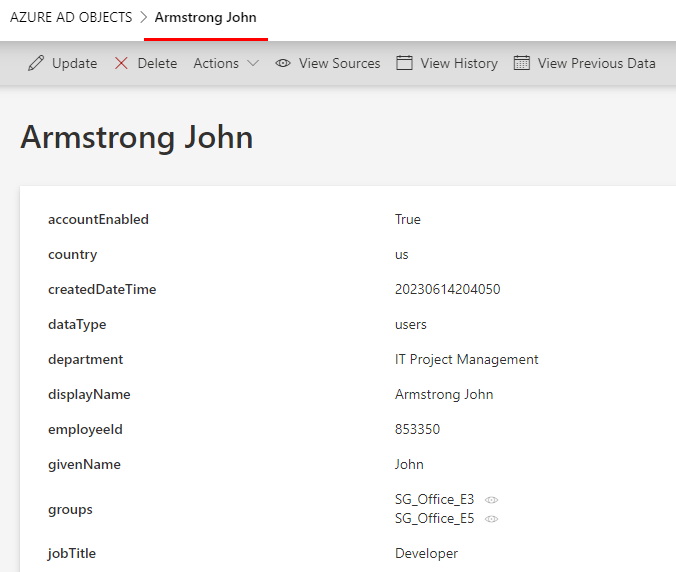 AZURE AD OBJECTS > Armstrong John
Update Delete Actions View Sources View History View Previous Data
Armstrong John
accountEnabled True
country us
createdDateTime 20230614204050
dataType users
department IT Project Management
displayName Armstrong John
employeeId 853350
givenName John
groups SG_Office_E3
SG_Office_E5
jobTitle Developer